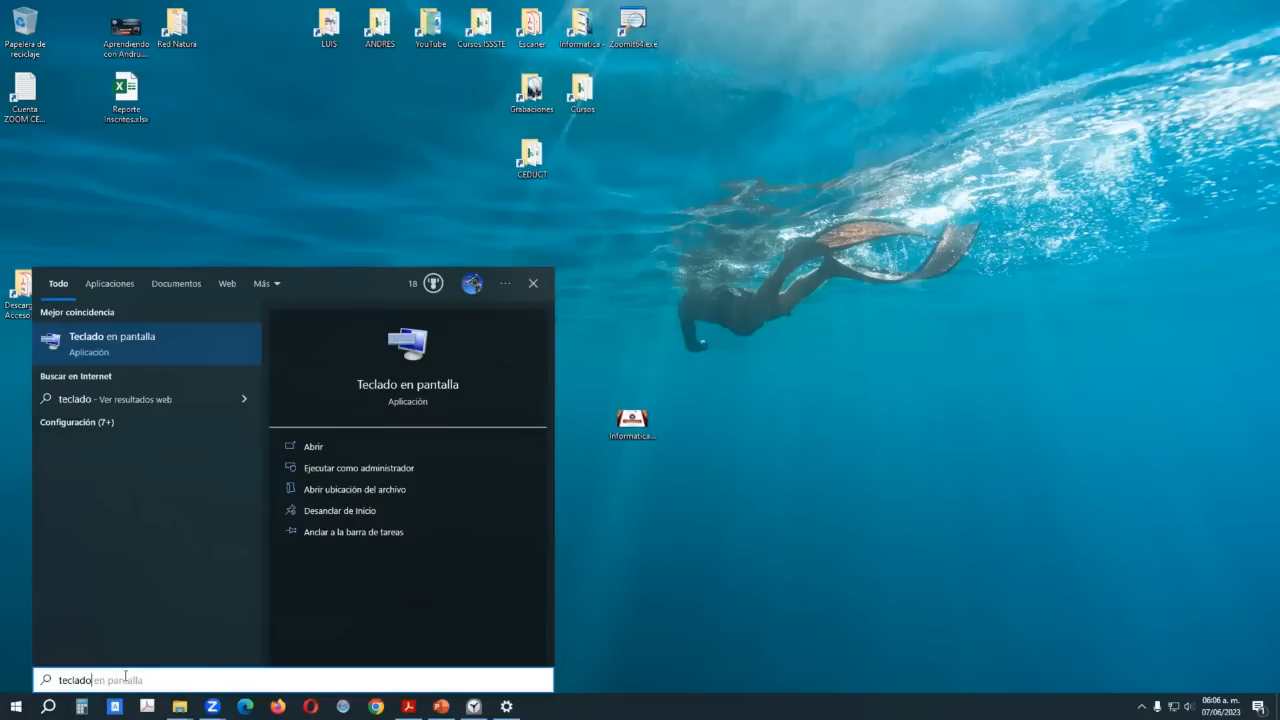 Papelera de
reciclaje
Aprendiendo
con Andru....
Red Natura
LUIS
ANDRES
YouTube
Cursos ISSSTE
Escaner
Informatica -
ZoomIt64.exe
Cuenta
ZOOM CE...
Reporte
Inscritos.xlsx
Grabaciones
Cursos
CEDUCT
Descarg
Acceso
Informatica...
Todo
Aplicaciones
Documentos
Web
Más
18
Mejor coincidencia
Teclado en pantalla
Aplicación
Buscar en Internet
teclado - Ver resultados web
Configuración (7+)
Teclado en pantalla
Aplicación
Abrir
Ejecutar como administrador
Abrir ubicación del archivo
Desanclar de Inicio
Anclar a la barra de tareas
teclado en pantalla
06:06 a. m.
07/06/2023
1